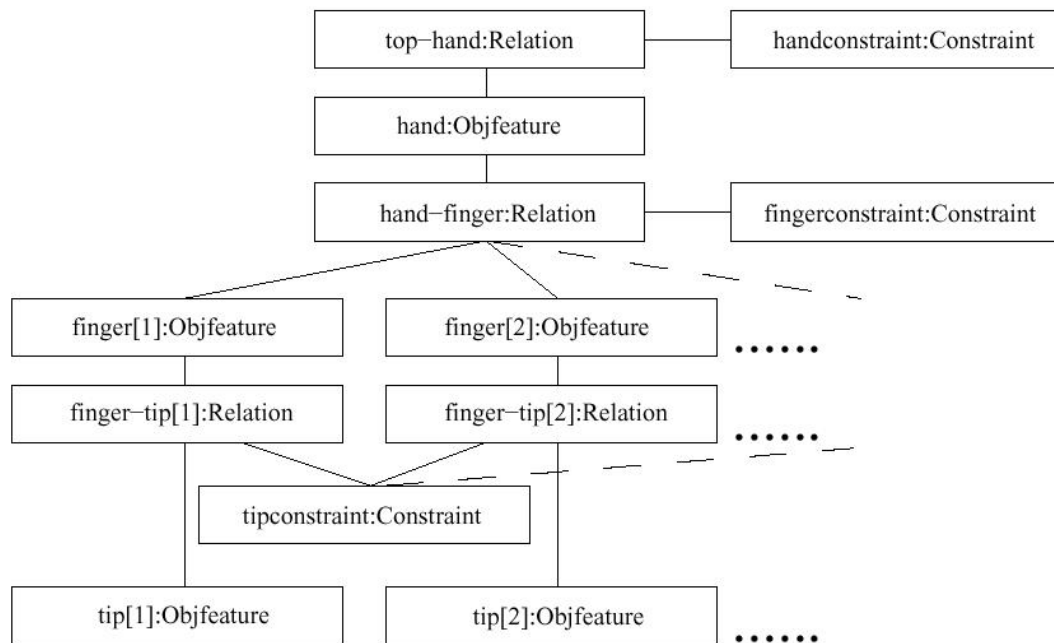 top−hand:Relation
handconstraint:Constraint
hand:Objfeature
hand−finger:Relation
fingerconstraint:Constraint
finger[1]:Objfeature
finger[2]:Objfeature
......
finger−tip[1]:Relation
finger−tip[2]:Relation
......
tipconstraint:Constraint
tip[1]:Objfeature
tip[2]:Objfeature
......